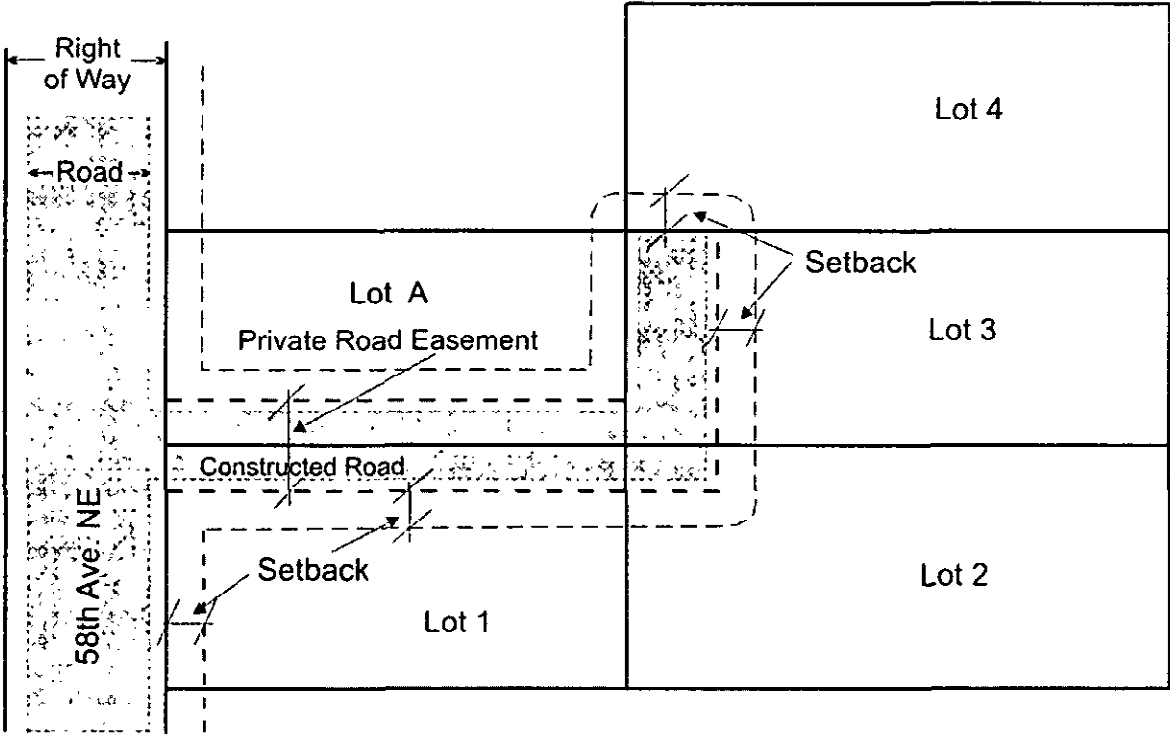 Right
of Way
Lot 4
Road
Setback
Lot A
Lot 3
Private Road Easement
Constructed Road
58th Ave. NE
Setback
Lot 2
Lot 1